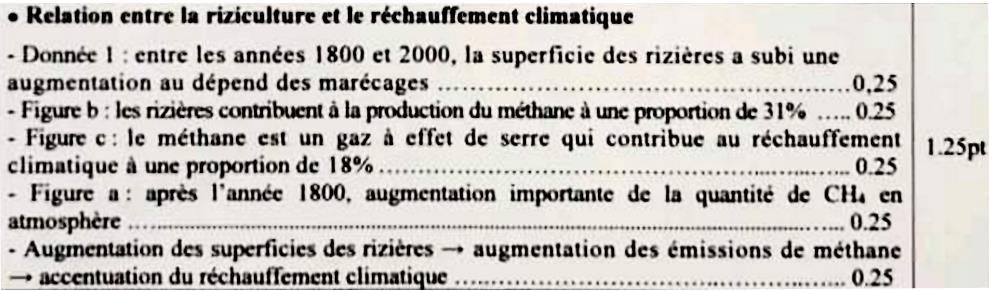 • Relation entre la riziculture et le réchauffement climatique
- Donnée 1 : entre les années 1800 et 2000, la superficie des rizières a subi une
augmentation au dépend des marécages ................................................0,25
- Figure b : les rizières contribuent à la production du méthane à une proportion de 31% ..... 0.25
- Figure c : le méthane est un gaz à effet de serre qui contribue au réchauffement
climatique à une proportion de 18% ....................................................... 0.25
- Figure a : après l'année 1800, augmentation importante de la quantité de CH₄ en
atmosphère .................................................................................. 0.25
- Augmentation des superficies des rizières → augmentation des émissions de méthane
→ accentuation du réchauffement climatique .............................................. 0.25
1.25pt